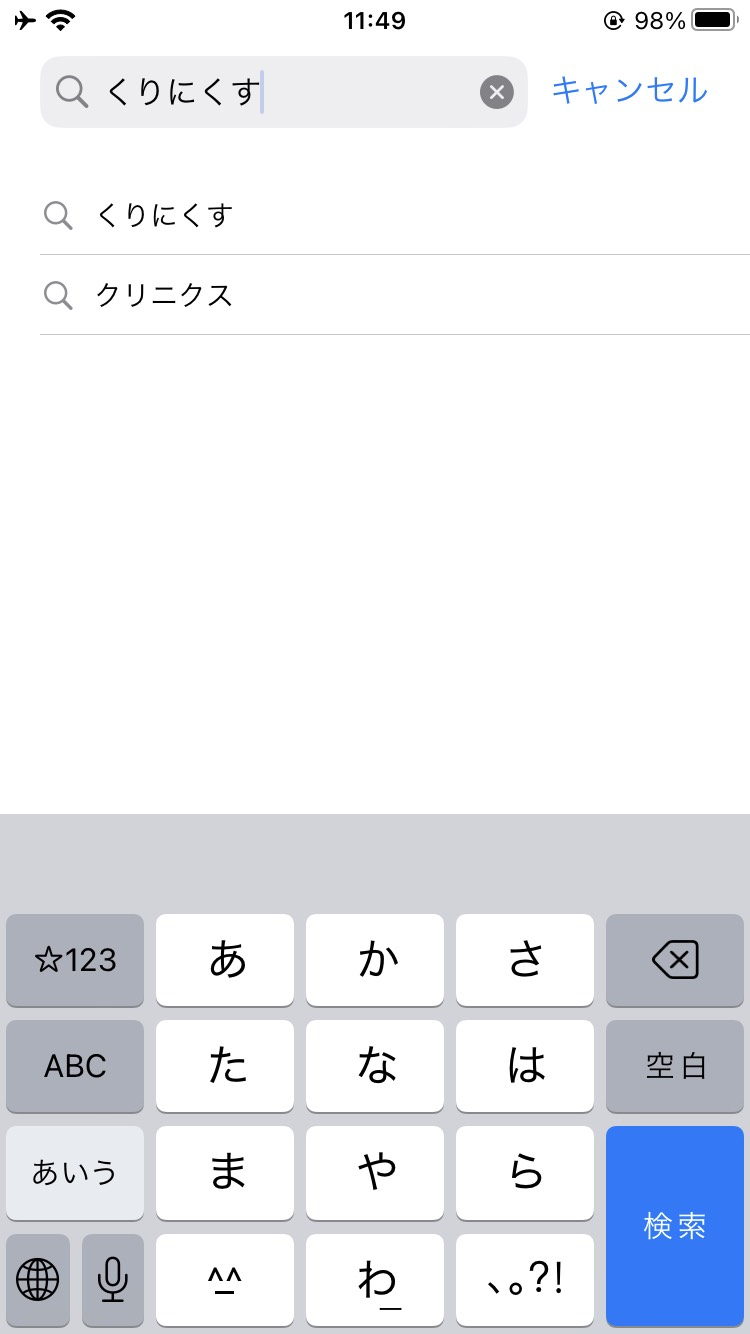 11:49
98%
くりにくす
キャンセル
くりにくす
クリニクス
☆123
あ
か
さ
ABC
た
な
は
空白
あいう
ま
や
ら
検索
^_^
わ_
、。?!